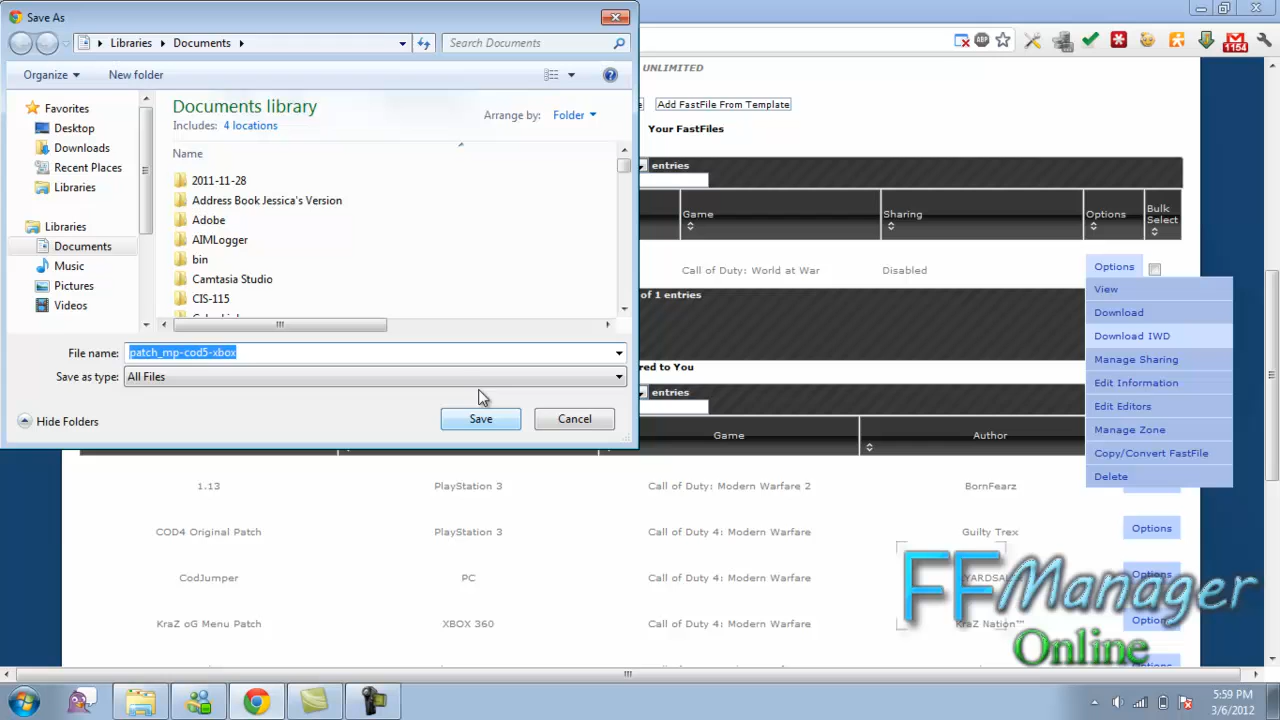 Save As
Libraries
Documents
Search Documents
Organize
New folder
Favorites
Desktop
Downloads
Recent Places
Libraries
Libraries
Documents
Music
Pictures
Videos
Documents library
Includes: 4 locations
Arrange by: Folder
Name
2011-11-28
Address Book Jessica's Version
Adobe
AIMLogger
bin
Camtasia Studio
CIS-115
File name: patch_mp-cod5-xbox
Save as type: All Files
Hide Folders
Save
Cancel
ABP
1154
UNLIMITED
Add FastFile From Template
Your FastFiles
entries
Game
Sharing
Options
Bulk
Select
Call of Duty: World at War
Disabled
Options
of 1 entries
View
Download
Download IWD
Manage Sharing
Edit Information
Edit Editors
Manage Zone
Copy/Convert FastFile
Delete
red to You
entries
Game
Author
1.13
PlayStation 3
Call of Duty: Modern Warfare 2
BornFearz
COD4 Original Patch
PlayStation 3
Call of Duty 4: Modern Warfare
Guilty Trex
Options
CodJumper
PC
Call of Duty 4: Modern Warfare
Options
KraZ oG Menu Patch
XBOX 360
Call of Duty 4: Modern Warfare
KraZ Nation™
Options
FFManager
Online
5:59 PM
3/6/2012